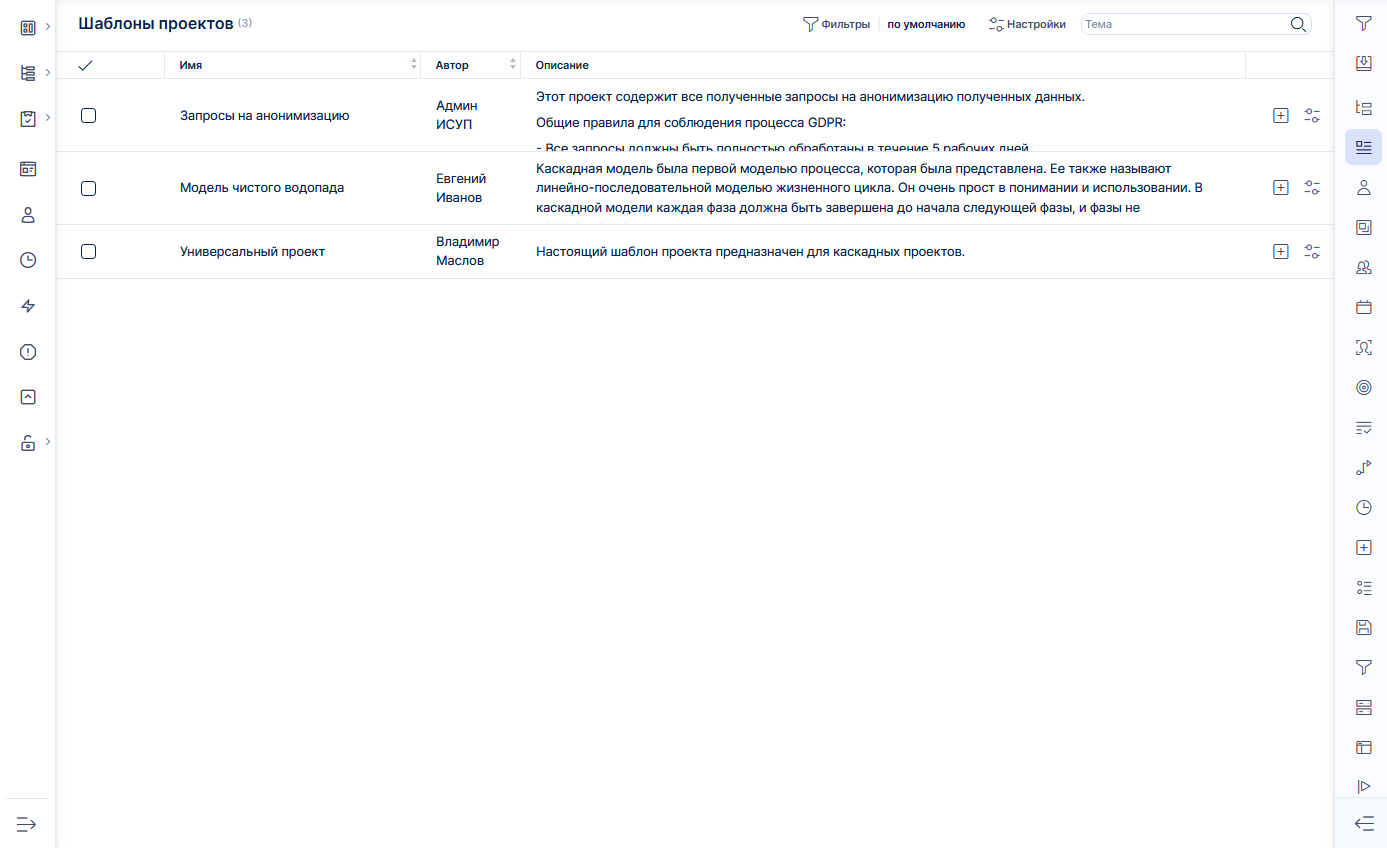 Шаблоны проектов (3)
Фильтры
по умолчанию
Настройки
Тема
Имя
Автор
Описание
Запросы на анонимизацию
Админ
ИСУП
Этот проект содержит все полученные запросы на анонимизацию полученных данных.
Общие правила для соблюдения процесса GDPR:
- Все запросы должны быть полностью обработаны в течение 5 рабочих дней
Модель чистого водопада
Евгений
Иванов
Каскадная модель была первой моделью процесса, которая была представлена. Ее также называют
линейно-последовательной моделью жизненного цикла. Он очень прост в понимании и использовании. В
каскадной модели каждая фаза должна быть завершена до начала следующей фазы, и фазы не
Универсальный проект
Владимир
Маслов
Настоящий шаблон проекта предназначен для каскадных проектов.